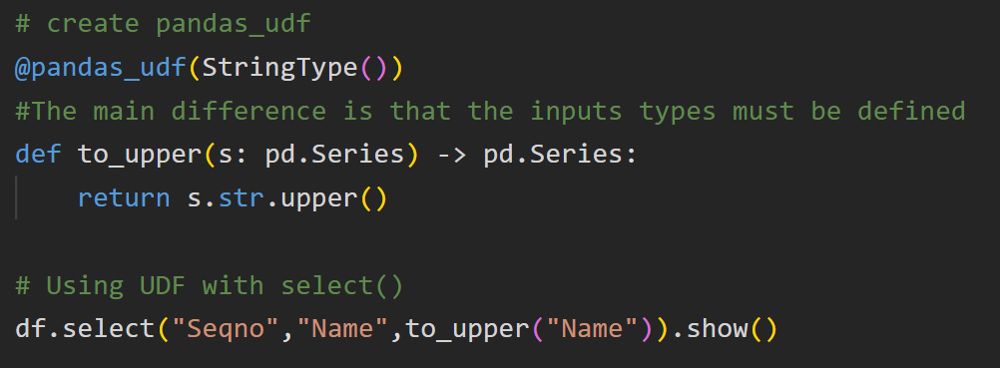 # create pandas_udf
@pandas_udf(StringType())
#The main difference is that the inputs types must be defined
def to_upper(s: pd.Series) -> pd.Series:
    return s.str.upper()
# Using UDF with select()
df.select("Seqno","Name",to_upper("Name")).show()